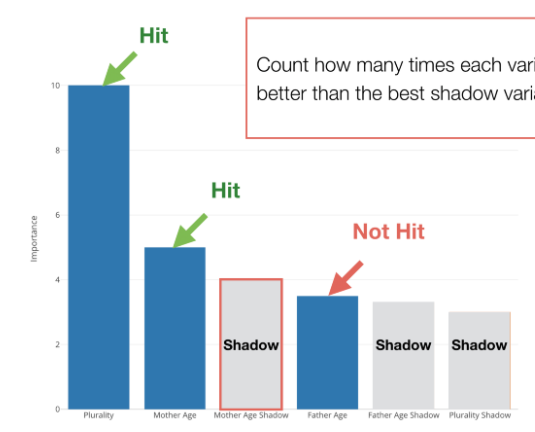 Hit
Count how many times each vari
better than the best shadow varia
10
8
Hit
6
Not Hit
Importance
4
Shadow
Shadow
Shadow
2
0
Plurality
Mother Age
Mother Age Shadow
Father Age
Father Age Shadow
Plurality Shadow